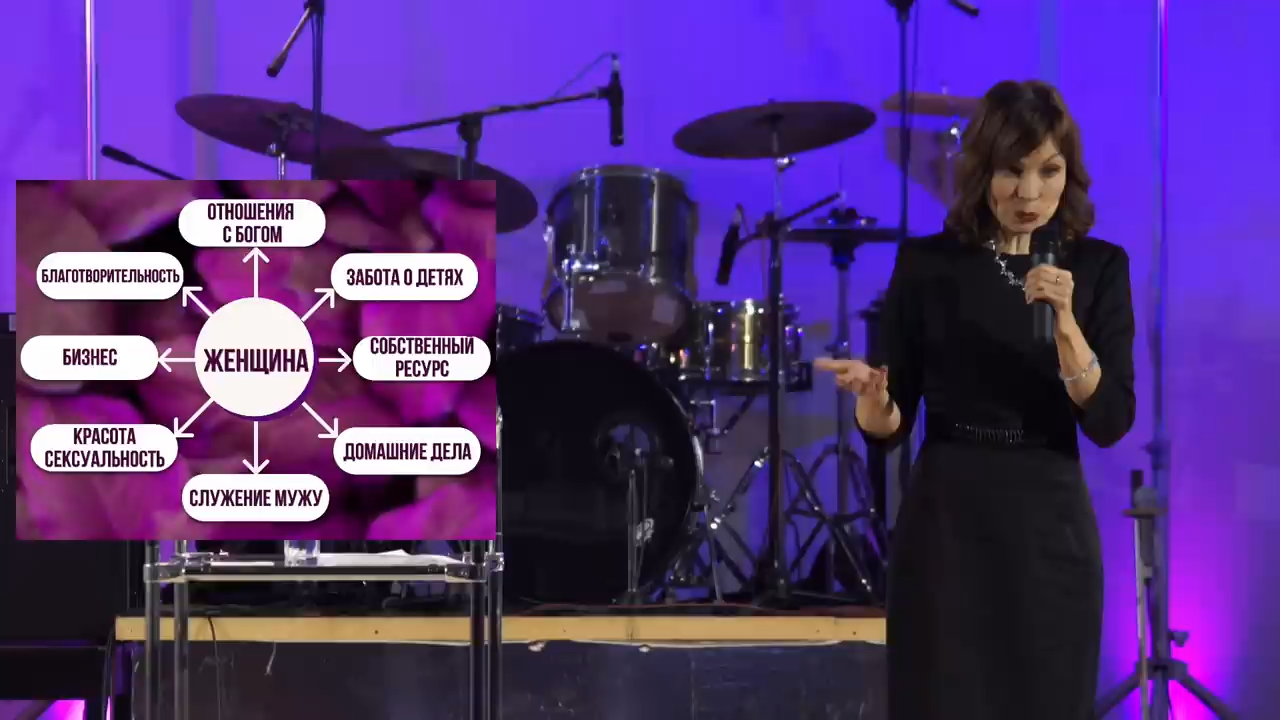 ОТНОШЕНИЯ
С БОГОМ
БЛАГОТВОРИТЕЛЬНОСТЬ
ЗАБОТА О ДЕТЯХ
БИЗНЕС
ЖЕНЩИНА
СОБСТВЕННЫЙ
РЕСУРС
КРАСОТА
СЕКСУАЛЬНОСТЬ
ДОМАШНИЕ ДЕЛА
СЛУЖЕНИЕ МУЖУ